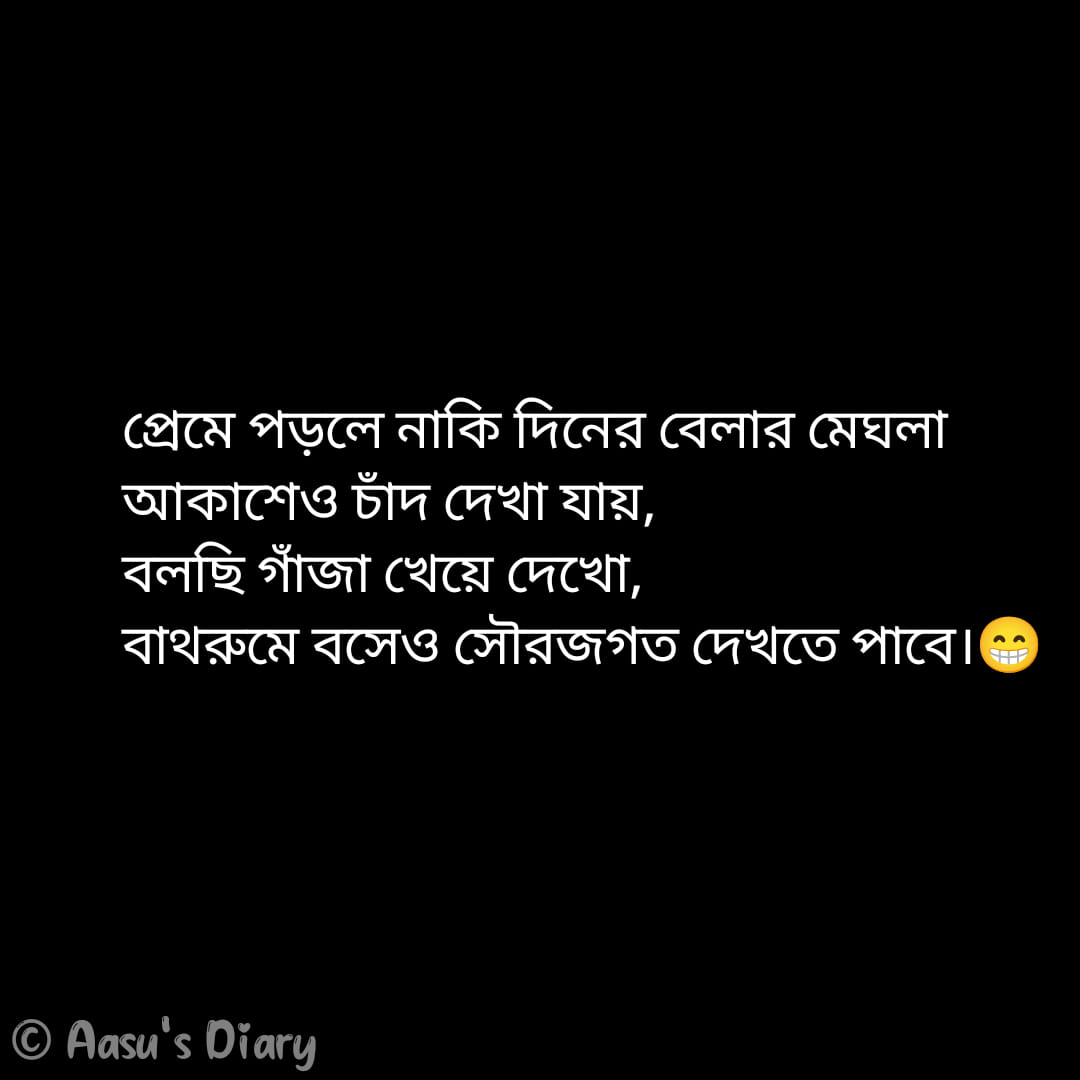 প্রেমে পড়লে নাকি দিনের বেলার মেঘলা
আকাশেও চাঁদ দেখা যায়,
বলছি গাঁজা খেয়ে দেখো,
বাথরুমে বসেও সৌরজগত দেখতে পাবে।😁
© Aasu's Diary